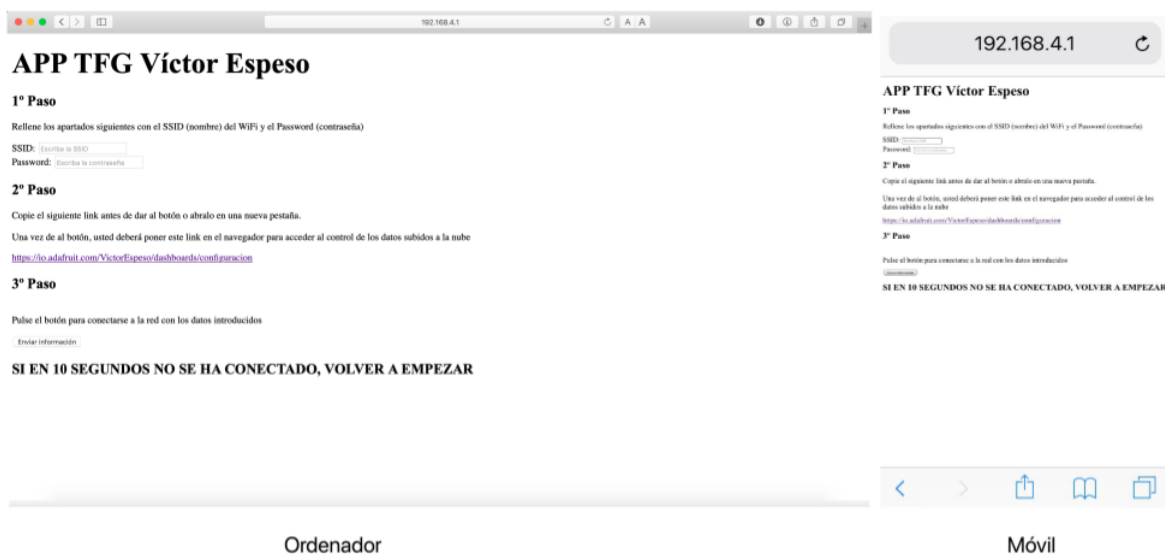 192.168.4.1
A A
APP TFG Víctor Espeso
1º Paso
Rellene los apartados siguientes con el SSID (nombre) del WiFi y el Password (contraseña)
SSID: Escriba la SSID
Password: Escriba la contraseña
2º Paso
Copie el siguiente link antes de dar al botón o abralo en una nueva pestaña.
Una vez de al botón, usted deberá poner este link en el navegador para acceder al control de los datos subidos a la nube
https://io.adafruit.com/VictorEspeso/dashboards/configuracion
3º Paso
Pulse el botón para conectarse a la red con los datos introducidos
Enviar información
SI EN 10 SEGUNDOS NO SE HA CONECTADO, VOLVER A EMPEZAR
Ordenador
192.168.4.1
APP TFG Víctor Espeso
1º Paso
Rellene los apartados siguientes con el SSID (nombre) del WiFi y el Password (contraseña)
SSID:
Password:
2º Paso
Copie el siguiente link antes de dar al botón o abralo en una nueva pestaña.
Una vez de al botón, usted deberá poner este link en el navegador para acceder al control de los
datos subidos a la nube
https://io.adafruit.com/VictorEspeso/dashboards/configuracion
3º Paso
Pulse el botón para conectarse a la red con los datos introducidos
SI EN 10 SEGUNDOS NO SE HA CONECTADO, VOLVER A EMPEZAR
Móvil